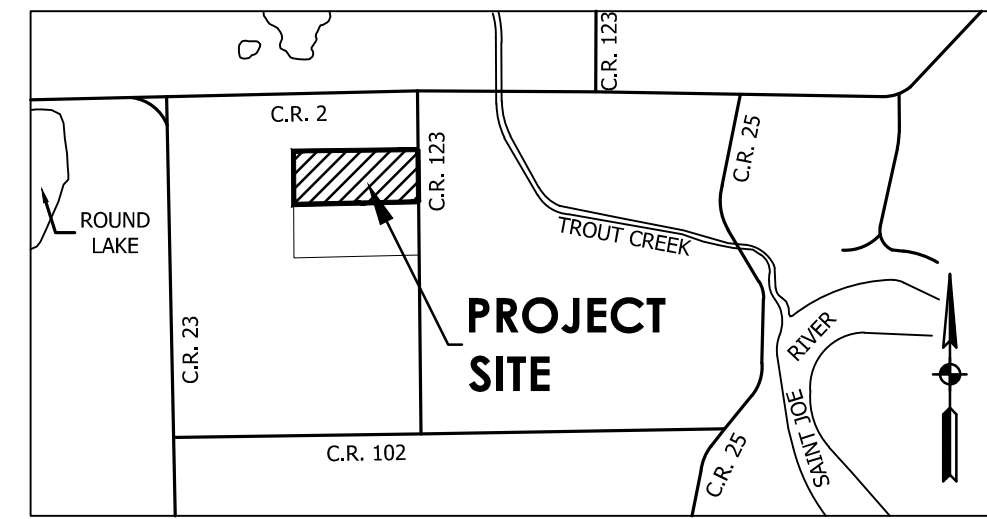 C.R. 123
C.R. 2
C.R. 123
C.R. 25
ROUND
LAKE
TROUT CREEK
PROJECT
SITE
C.R. 23
RIVER
SAINT JOE
C.R. 102
C.R. 25